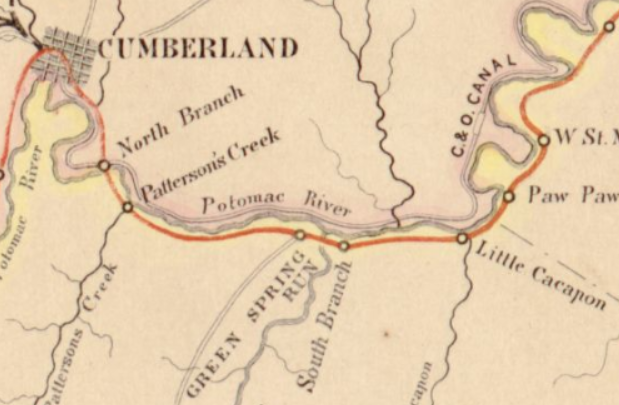 CUMBERLAND
C. & O. CANAL
North Branch
W St.
Patterson's Creek
Potomac River
Paw Paw
River
Little Cacapon
GREEN SPRING
RUN
South Branch
Pattersons Creek